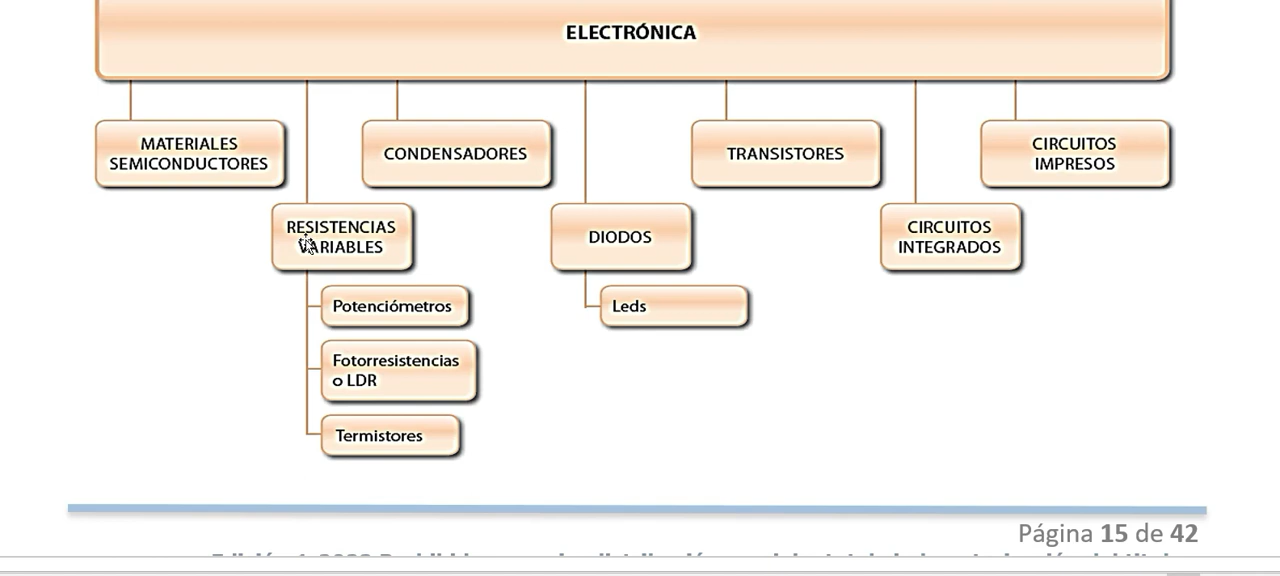 ELECTRÓNICA
MATERIALES
SEMICONDUCTORES
CONDENSADORES
TRANSISTORES
CIRCUITOS
IMPRESOS
RESISTENCIAS
VARIABLES
DIODOS
CIRCUITOS
INTEGRADOS
Potenciómetros
Leds
Fotorresistencias
o LDR
Termistores
Página 15 de 42